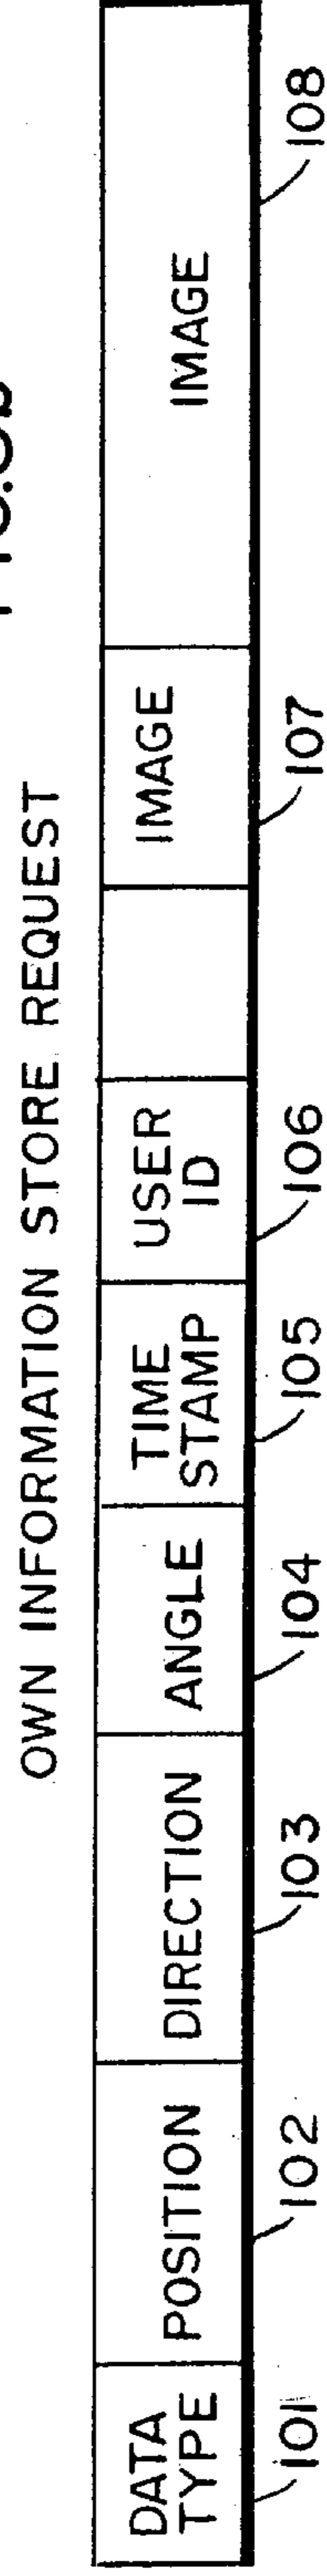 OWN INFORMATION STORE REQUEST
DATA
TYPE
POSITION
DIRECTION
ANGLE
TIME
STAMP
USER
ID
IMAGE
IMAGE
101
102
103
104
105
106
107
108